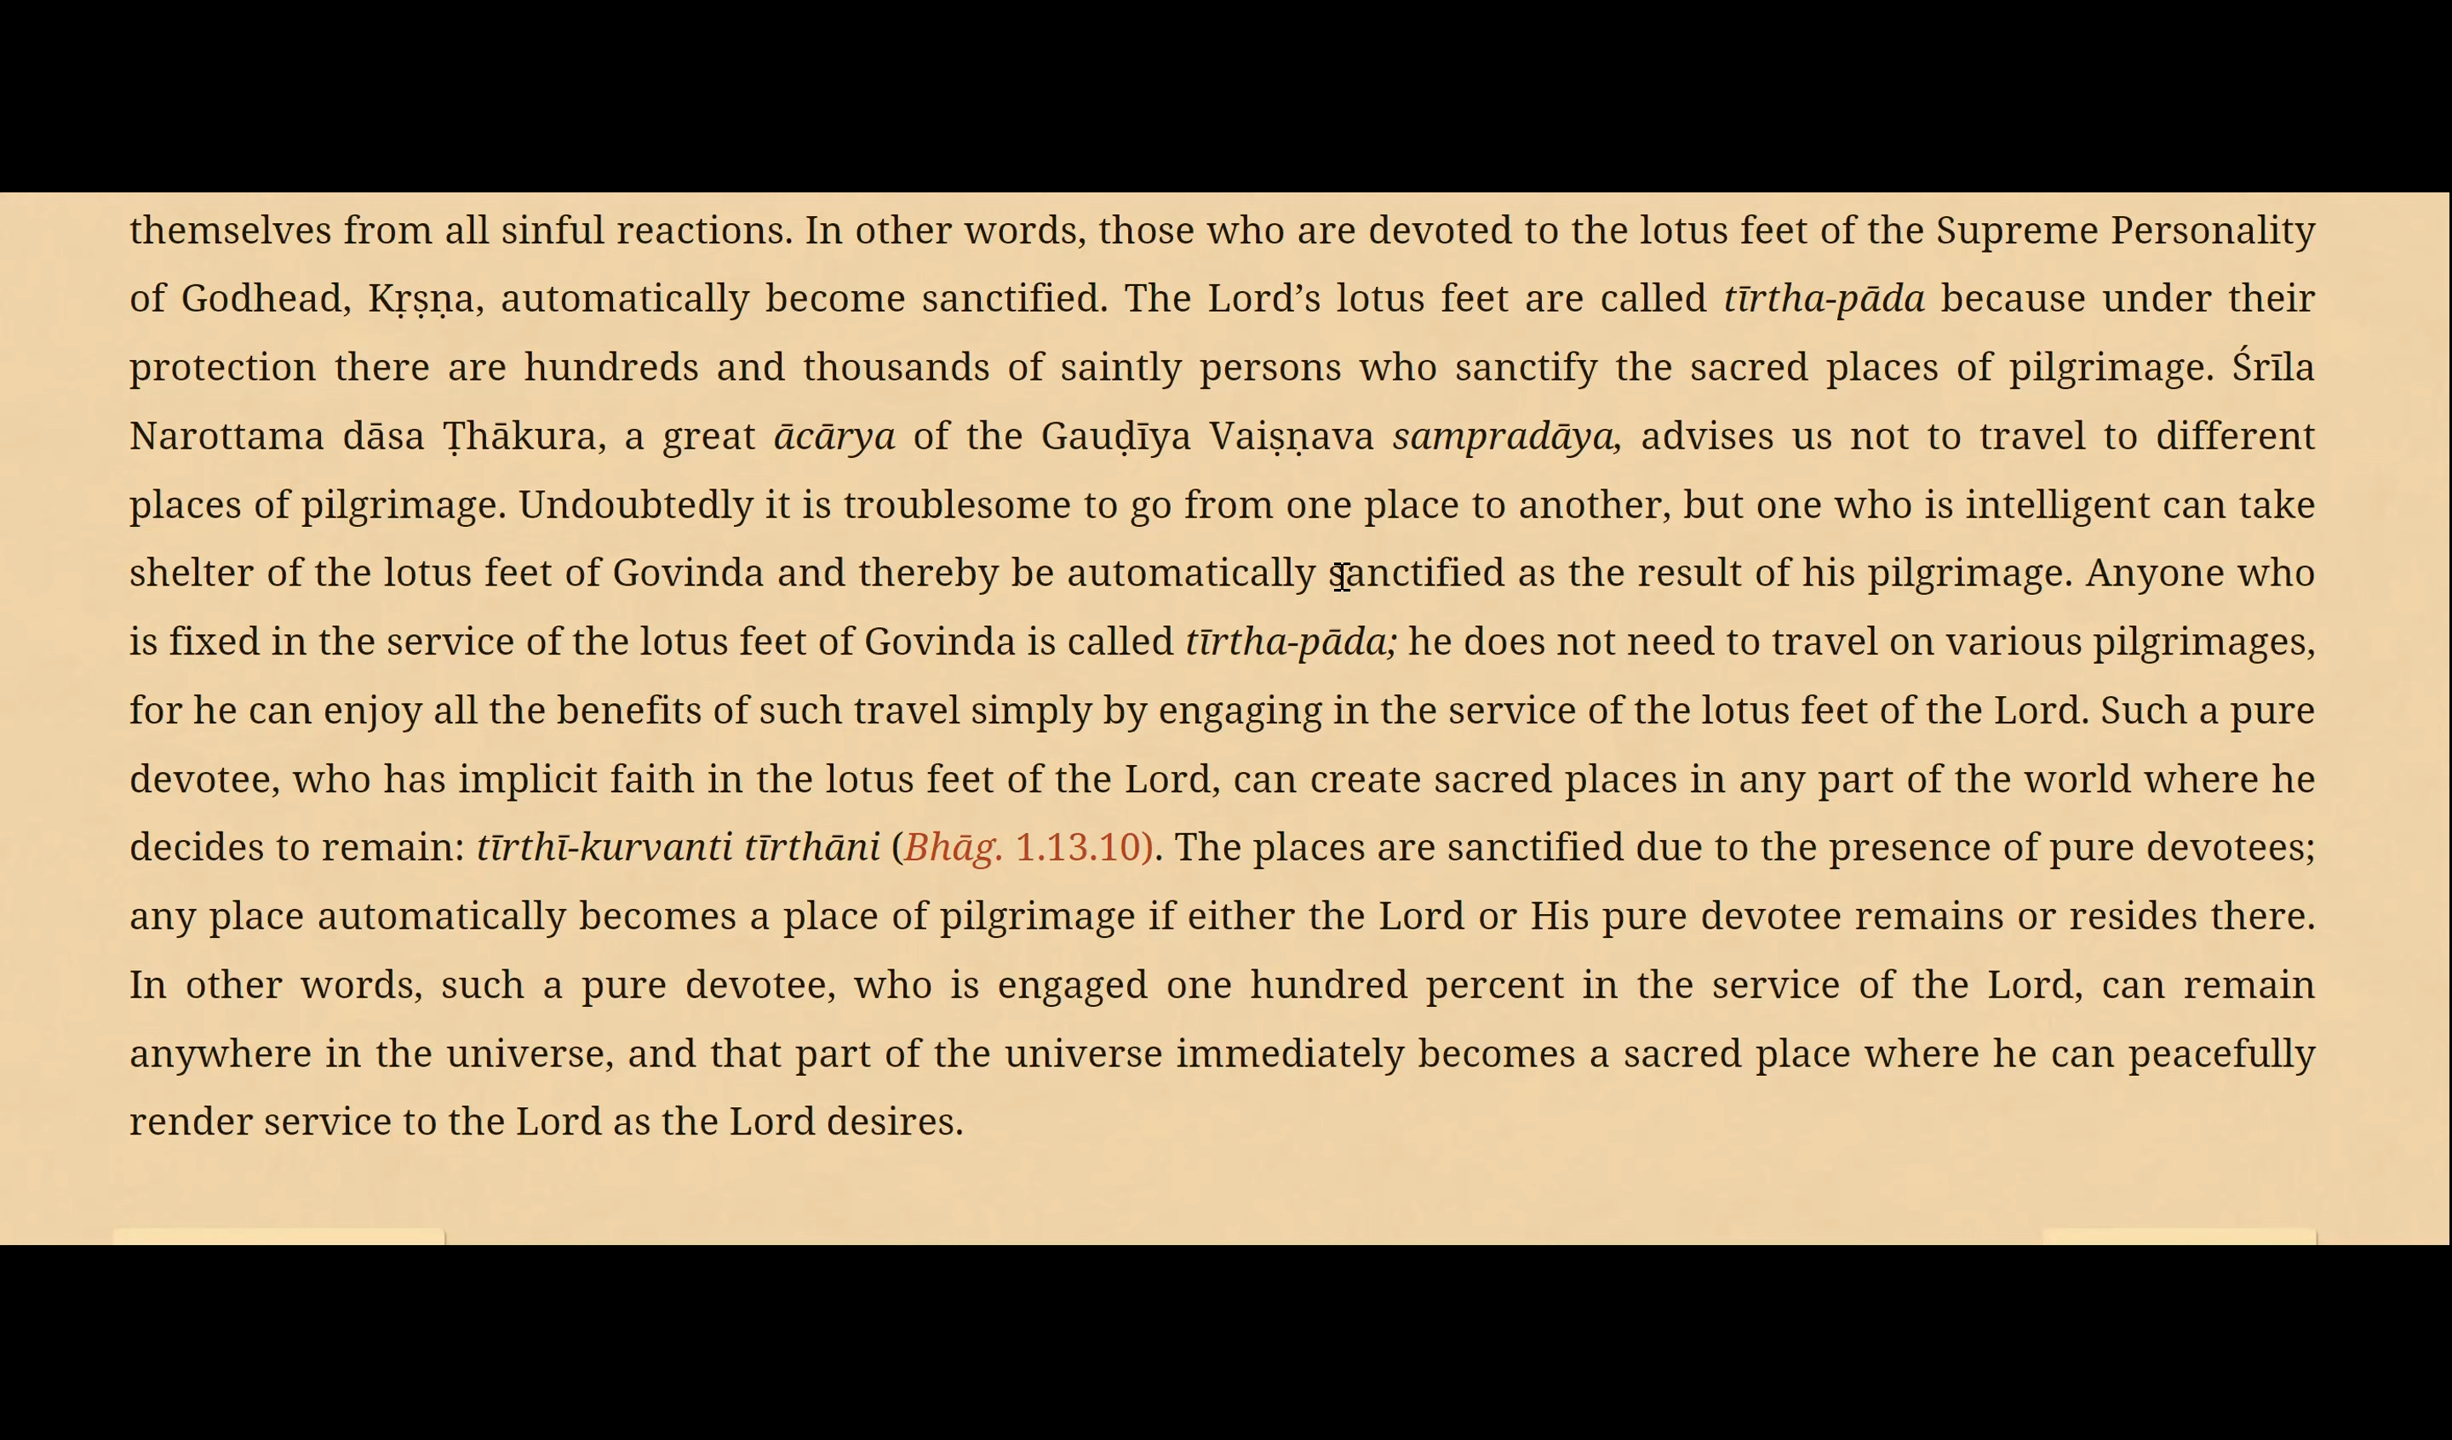 themselves from all sinful reactions. In other words, those who are devoted to the lotus feet of the Supreme Personality
of Godhead, Kṛṣṇa, automatically become sanctified. The Lord’s lotus feet are called tīrtha-pāda because under their
protection there are hundreds and thousands of saintly persons who sanctify the sacred places of pilgrimage. Śrīla
Narottama dāsa Ṭhākura, a great ācārya of the Gauḍīya Vaiṣṇava sampradāya, advises us not to travel to different
places of pilgrimage. Undoubtedly it is troublesome to go from one place to another, but one who is intelligent can take
shelter of the lotus feet of Govinda and thereby be automatically sanctified as the result of his pilgrimage. Anyone who
is fixed in the service of the lotus feet of Govinda is called tīrtha-pāda; he does not need to travel on various pilgrimages,
for he can enjoy all the benefits of such travel simply by engaging in the service of the lotus feet of the Lord. Such a pure
devotee, who has implicit faith in the lotus feet of the Lord, can create sacred places in any part of the world where he
decides to remain: tīrthī-kurvanti tīrthāni (Bhāg. 1.13.10). The places are sanctified due to the presence of pure devotees;
any place automatically becomes a place of pilgrimage if either the Lord or His pure devotee remains or resides there.
In other words, such a pure devotee, who is engaged one hundred percent in the service of the Lord, can remain
anywhere in the universe, and that part of the universe immediately becomes a sacred place where he can peacefully
render service to the Lord as the Lord desires.